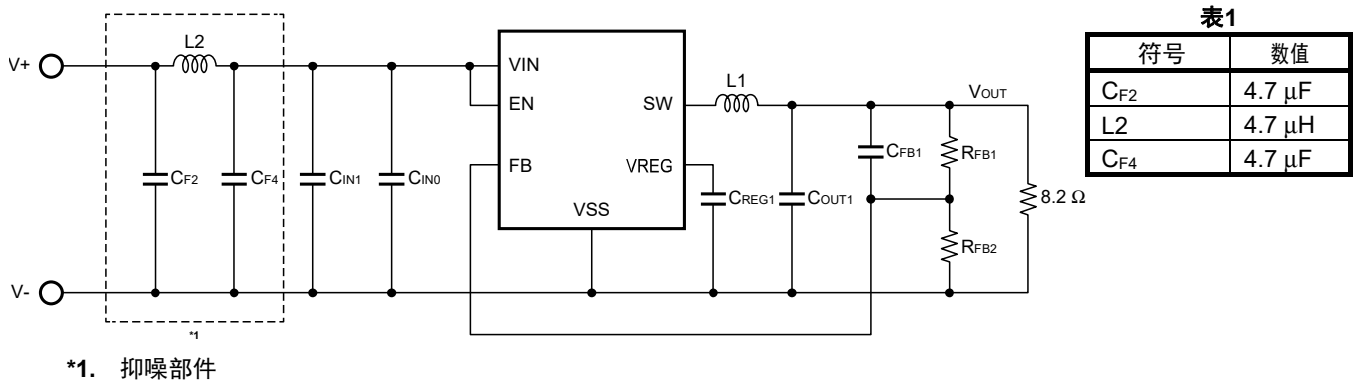 表1
符号 数值
CF2 4.7 μF
L2 4.7 μH
CF4 4.7 μF
V+
L2
VIN
EN
FB
SW
VREG
VSS
L1
VOUT
CF2
CF4
CIN1
CIN0
CREG1
COUT1
CFB1
RFB1
RFB2
8.2 Ω
V-
*1
*1. 抑噪部件